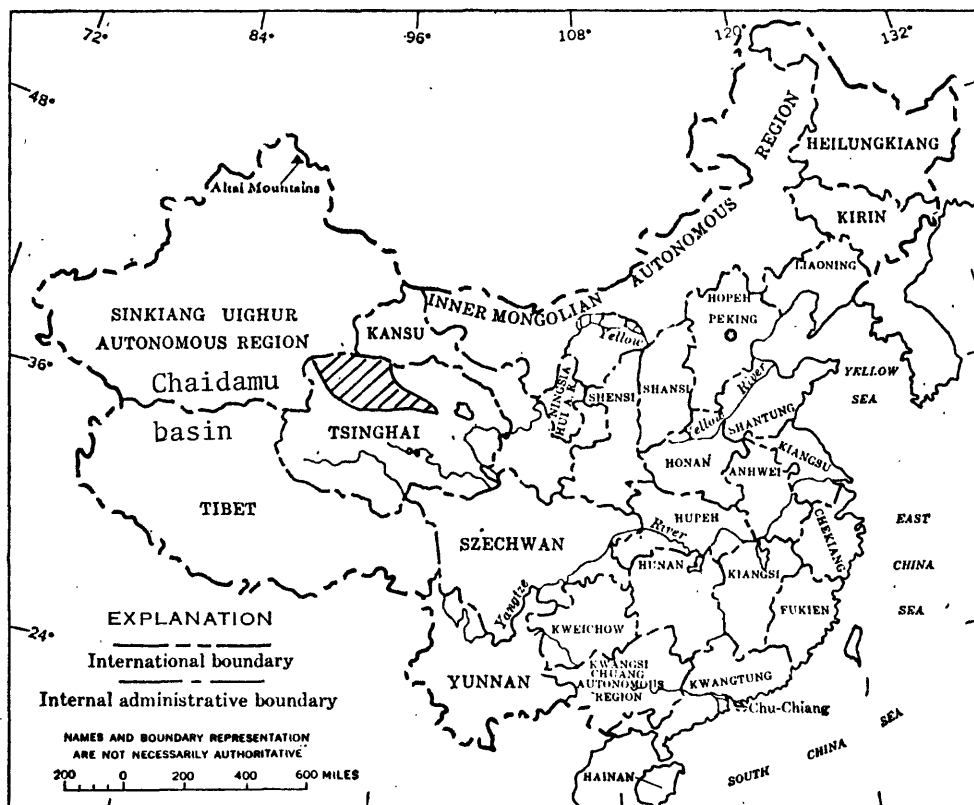 72°
84°
96°
108°
120°
132°
48°
36°
24°
Altai Mountains
HEILUNGKIANG
KIRIN
LIAONING
INNER MONGOLIAN AUTONOMOUS REGION
HOPEH
PEKING
SINKIANG UIGHUR
AUTONOMOUS REGION
KANSU
Yellow
Chaidamu
basin
NINGSIA
HUI A.R.
SHENSI
SHANSI
Yellow River
SHANTUNG
YELLOW
SEA
TSINGHAI
HONAN
KIANGSU
ANHWEI
TIBET
SZECHWAN
HUPEH
CHEKIANG
EAST
CHINA
SEA
Yangtze River
HUNAN
KIANGSI
FUKIEN
KWEICHOW
YUNNAN
KWANGSI
CHUANG
AUTONOMOUS
REGION
KWANGTUNG
Chu-Chiang
HAINAN
SOUTH CHINA SEA
EXPLANATION
International boundary
Internal administrative boundary
NAMES AND BOUNDARY REPRESENTATION
ARE NOT NECESSARILY AUTHORITATIVE
200 0 200 400 600 MILES